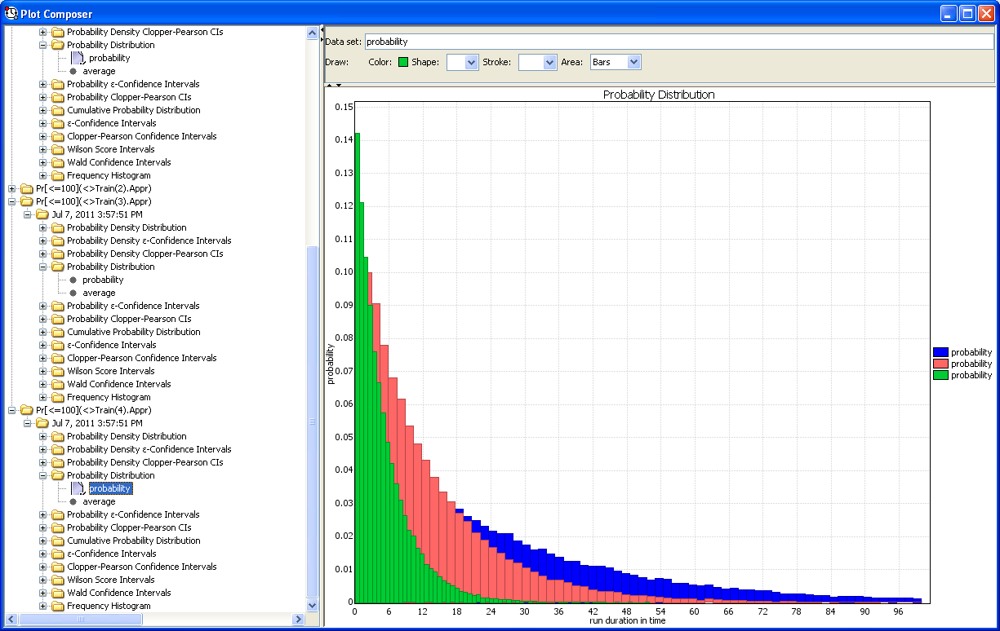 Plot Composer
Probability Density Clopper-Pearson CIs
Probability Distribution
probability
average
Probability ε-Confidence Intervals
Probability Clopper-Pearson CIs
Cumulative Probability Distribution
ε-Confidence Intervals
Clopper-Pearson Confidence Intervals
Wilson Score Intervals
Wald Confidence Intervals
Frequency Histogram
Pr[<=100](<>Train(2).Appr)
Pr[<=100](<>Train(3).Appr)
Jul 7, 2011 3:57:51 PM
Probability Density Distribution
Probability Density ε-Confidence Intervals
Probability Density Clopper-Pearson CIs
Probability Distribution
probability
average
Probability ε-Confidence Intervals
Probability Clopper-Pearson CIs
Cumulative Probability Distribution
ε-Confidence Intervals
Clopper-Pearson Confidence Intervals
Wilson Score Intervals
Wald Confidence Intervals
Frequency Histogram
Pr[<=100](<>Train(4).Appr)
Jul 7, 2011 3:57:51 PM
Probability Density Distribution
Probability Density ε-Confidence Intervals
Probability Density Clopper-Pearson CIs
Probability Distribution
probability
average
Probability ε-Confidence Intervals
Probability Clopper-Pearson CIs
Cumulative Probability Distribution
ε-Confidence Intervals
Clopper-Pearson Confidence Intervals
Wilson Score Intervals
Wald Confidence Intervals
Frequency Histogram
Data set: probability
Draw: Color: Shape: Stroke: Area: Bars
Probability Distribution
0.15
0.14
0.13
0.12
0.11
0.10
0.09
0.08
0.07
0.06
0.05
0.04
0.03
0.02
0.01
0
probability
0 6 12 18 24 30 36 42 48 54 60 66 72 78 84 90 96
run duration in time
probability
probability
probability